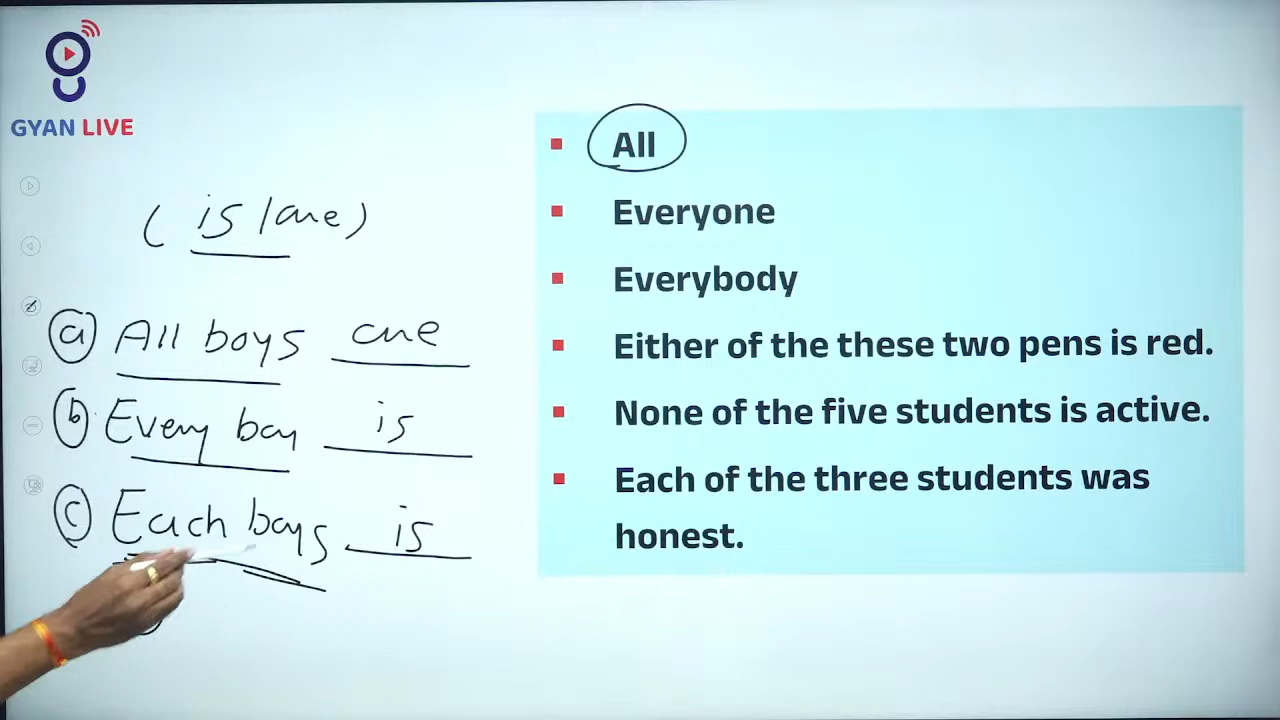 GYAN LIVE
( is / are )
a All boys are
b Every boy is
c Each boys is
All
Everyone
Everybody
Either of the these two pens is red.
None of the five students is active.
Each of the three students was
honest.